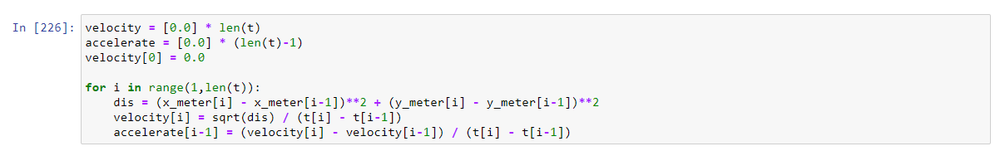 In [226]: velocity = [0.0] * len(t)
accelerate = [0.0] * (len(t)-1)
velocity[0] = 0.0
for i in range(1,len(t)):
dis = (x_meter[i] - x_meter[i-1])**2 + (y_meter[i] - y_meter[i-1])**2
velocity[i] = sqrt(dis) / (t[i] - t[i-1])
accelerate[i-1] = (velocity[i] - velocity[i-1]) / (t[i] - t[i-1])